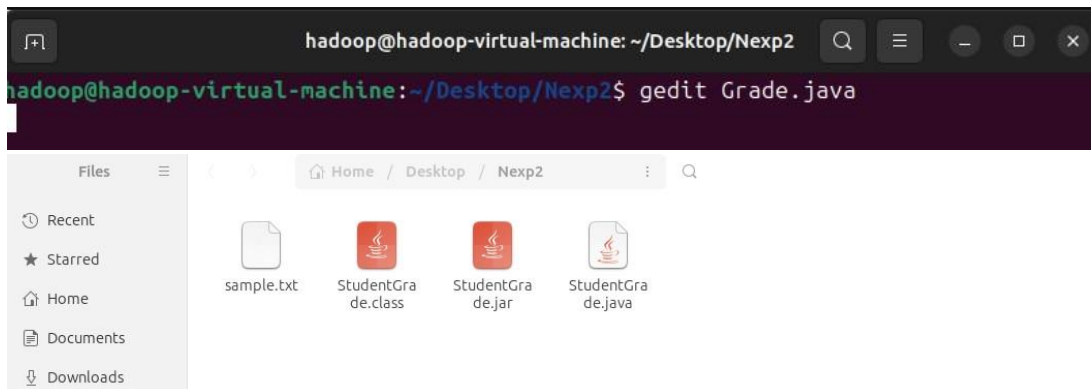 hadoop@hadoop-virtual-machine: ~/Desktop/Nexp2
hadoop@hadoop-virtual-machine:~/Desktop/Nexp2$ gedit Grade.java
Files
Home / Desktop / Nexp2
Recent
Starred
Home
Documents
Downloads
sample.txt
StudentGra
de.class
StudentGra
de.jar
StudentGra
de.java